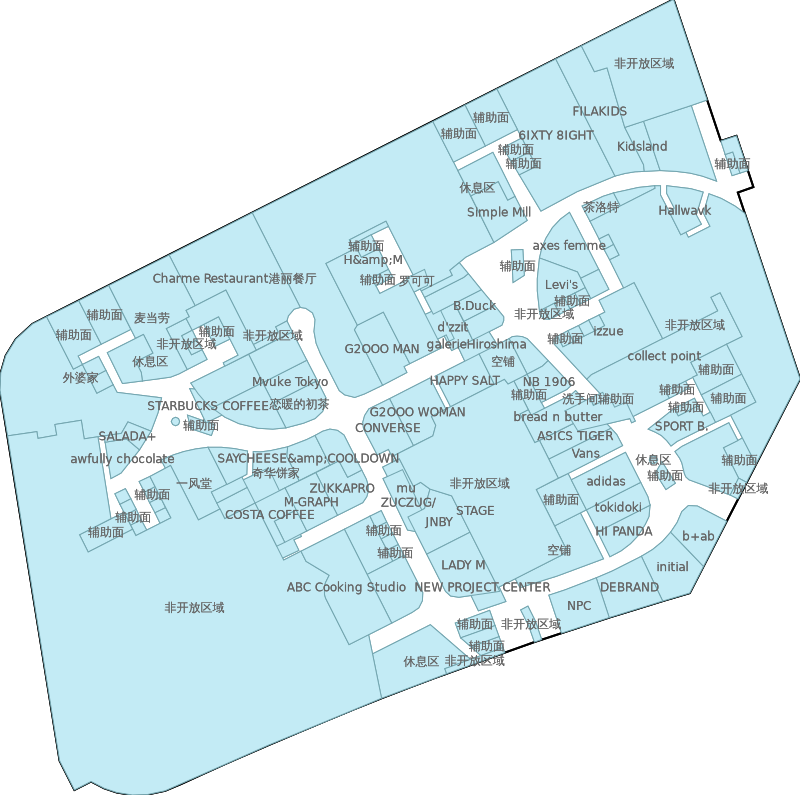 非开放区域
FILAKIDS
辅助面
辅助面
6IXTY 8IGHT
Kidsland
辅助面
辅助面
辅助面
休息区
茶洛特
Hallwavk
SImple Mill
辅助面
H&amp;M
axes femme
辅助面
Charme Restaurant港丽餐厅
辅助面
罗可可
Levi's
辅助面
B.Duck
辅助面
麦当劳
非开放区域
d'zzit
非开放区域
辅助面
辅助面
非开放区域
izzue
辅助面
非开放区域
galerieHiroshima
G2OOO MAN
休息区
空铺
collect point
辅助面
外婆家
Mvuke Tokyo
HAPPY SALT
NB 1906
辅助面
辅助面
洗手间
辅助面
辅助面
STARBUCKS COFFEE
恋暖的初茶
G2OOO WOMAN
辅助面
bread n butter
辅助面
CONVERSE
SPORT B.
SALADA+
ASICS TIGER
awfully chocolate
SAYCHEESE&amp;COOLDOWN
Vans
休息区
辅助面
奇华饼家
辅助面
一风堂
非开放区域
adidas
ZUKKAPRO
mu
非开放区域
辅助面
M-GRAPH
ZUCZUG/
辅助面
tokidoki
COSTA COFFEE
STAGE
辅助面
JNBY
辅助面
辅助面
HI PANDA
b+ab
辅助面
空铺
LADY M
initial
ABC Cooking Studio
NEW PROJECT CENTER
DEBRAND
非开放区域
NPC
辅助面
非开放区域
辅助面
休息区
非开放区域